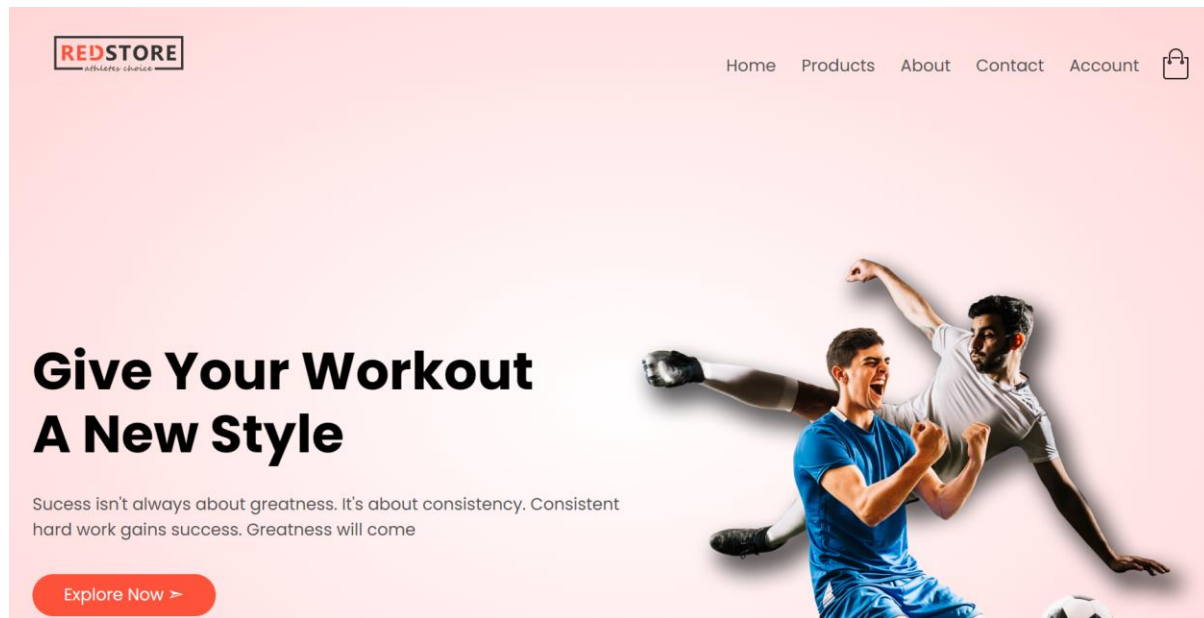 REDSTORE
athletes choice
Home Products About Contact Account
Give Your Workout
A New Style
Sucess isn't always about greatness. It's about consistency. Consistent
hard work gains success. Greatness will come
Explore Now ➣